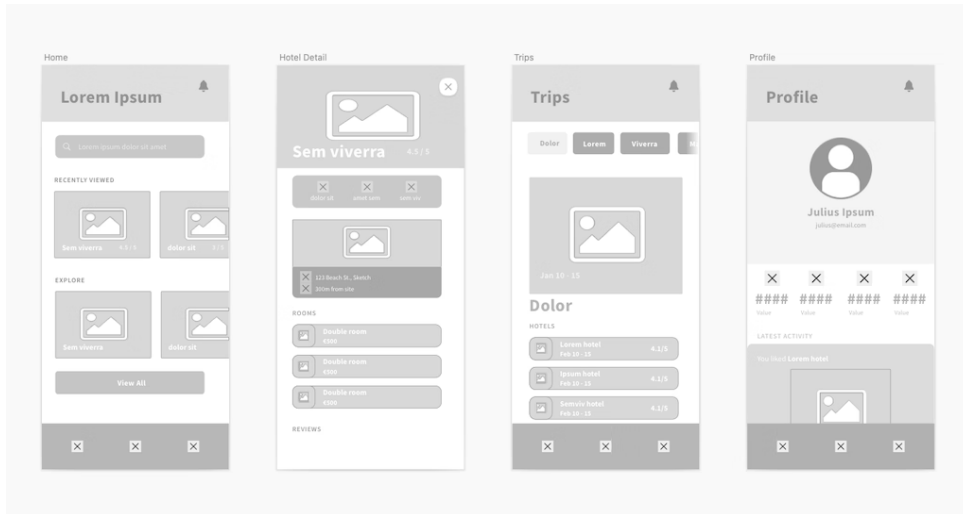 Home
Lorem Ipsum
Lorem ipsum dolor sit amet
RECENTLY VIEWED
Sem viverra 4.3 / 5
dolor sit 3 / 5
EXPLORE
Sem viverra
dolor sit
View All
Hotel Detail
Sem viverra 4.3 / 5
dolor sit amet sem sem viv
123 Beach St., Sketch
200m from site
ROOMS
Double room
€500
Double room
€500
Double room
€500
REVIEWS
Trips
Trips
Dolor Lorem Viverra
Jan 10 - 15
Dolor
HOTELS
Lorem hotel
Feb 10 - 15
4.1/5
Ipsum hotel
Feb 10 - 15
4.1/5
Semviv hotel
Feb 10 - 15
4.1/5
Profile
Profile
Julius Ipsum
julius@email.com
#### #### #### ####
Value Value Value Value
LATEST ACTIVITY
You liked Lorem hotel